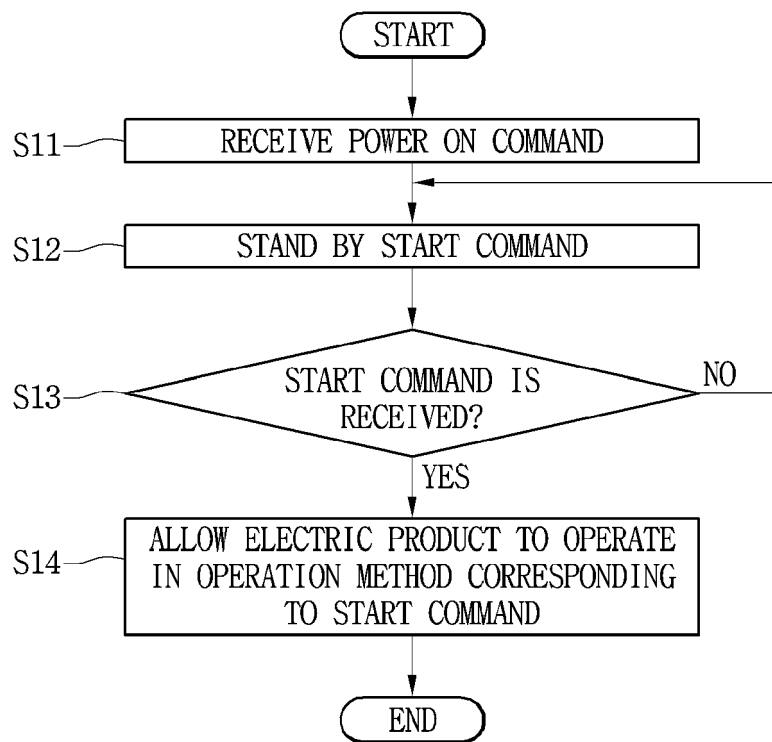 START
S11
RECEIVE POWER ON COMMAND
S12
STAND BY START COMMAND
S13
START COMMAND IS
RECEIVED?
NO
YES
S14
ALLOW ELECTRIC PRODUCT TO OPERATE
IN OPERATION METHOD CORRESPONDING
TO START COMMAND
END